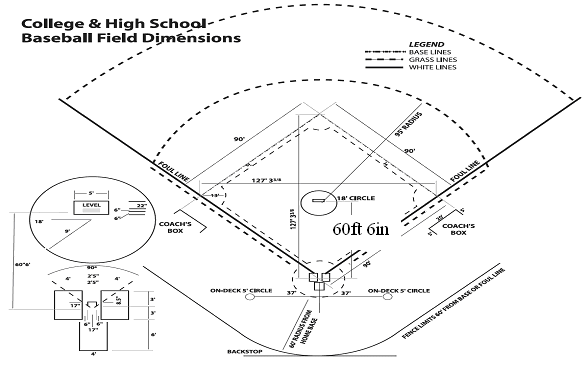 College & High School
Baseball Field Dimensions
LEGEND
BASE LINES
GRASS LINES
WHITE LINES
95' RADIUS
90'
90'
FOUL LINE
FOUL LINE
127' 3 3/8
13'
18' CIRCLE
127' 3 3/8
60ft 6in
COACH'S
BOX
20'
5'
COACH'S
BOX
90'
5'
LEVEL
22"
6"
6"
18'
9'
60'6'
90°
4'
2'5"
4'
2'5"
17"
8.5"
3'
3'
6"
6"
17"
6'
4'
ON-DECK 5' CIRCLE
37'
37'
ON-DECK 5' CIRCLE
60' RADIUS FROM
HOME BASE
FENCE LIMITS 60' FROM BASE OR FOUL LINE
BACKSTOP